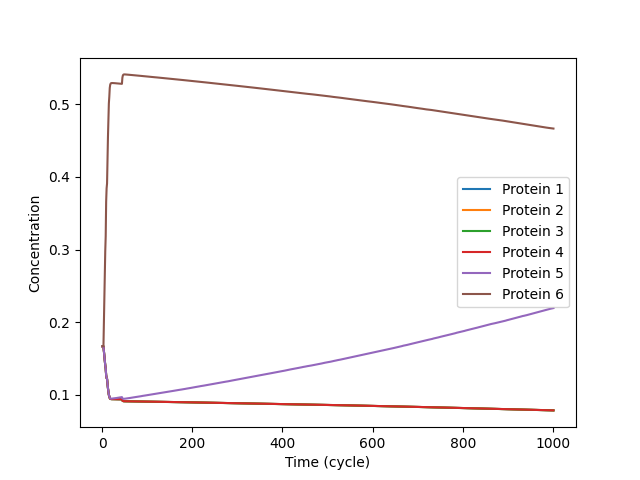 0.5
0.4
0.3
0.2
0.1
Concentration
Protein 1
Protein 2
Protein 3
Protein 4
Protein 5
Protein 6
0 200 400 600 800 1000
Time (cycle)